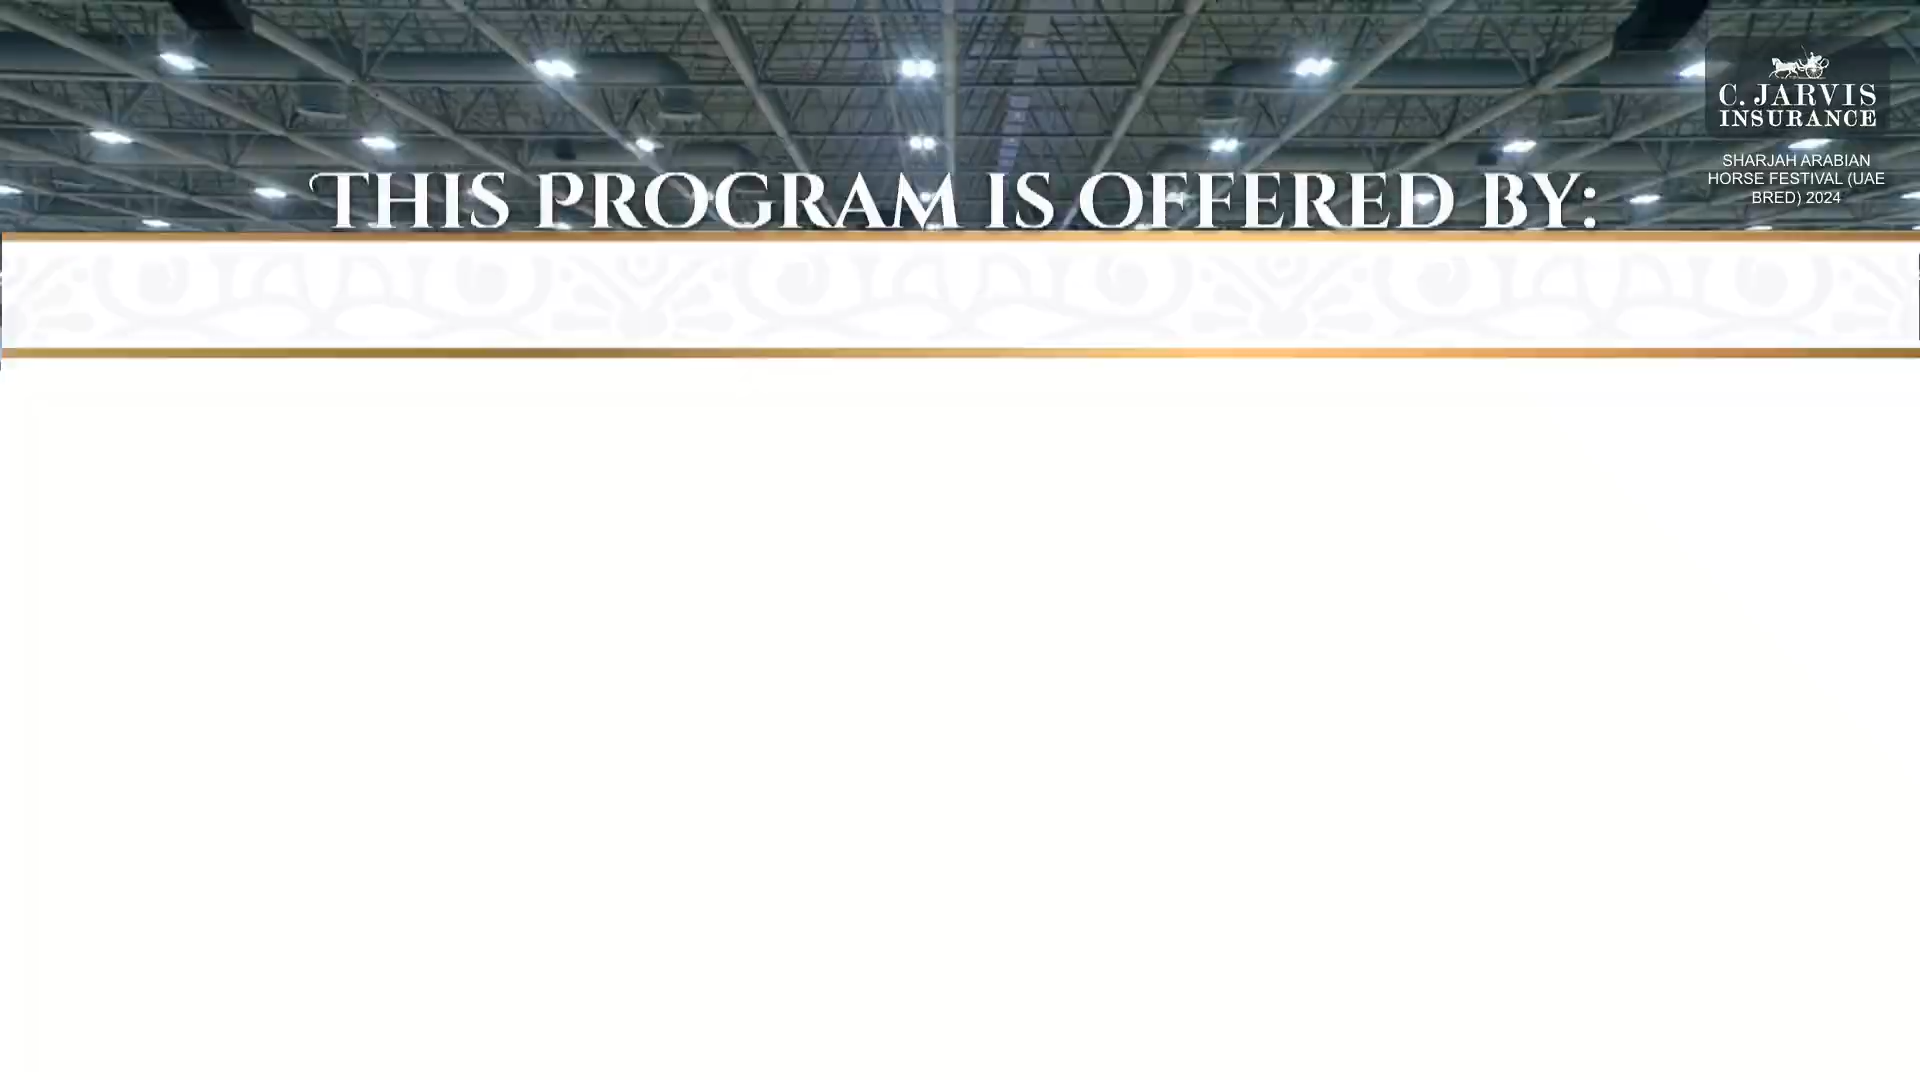 C. JARVIS
INSURANCE
SHARJAH ARABIAN
HORSE FESTIVAL (UAE
BRED) 2024
THIS PROGRAM IS OFFERED BY: